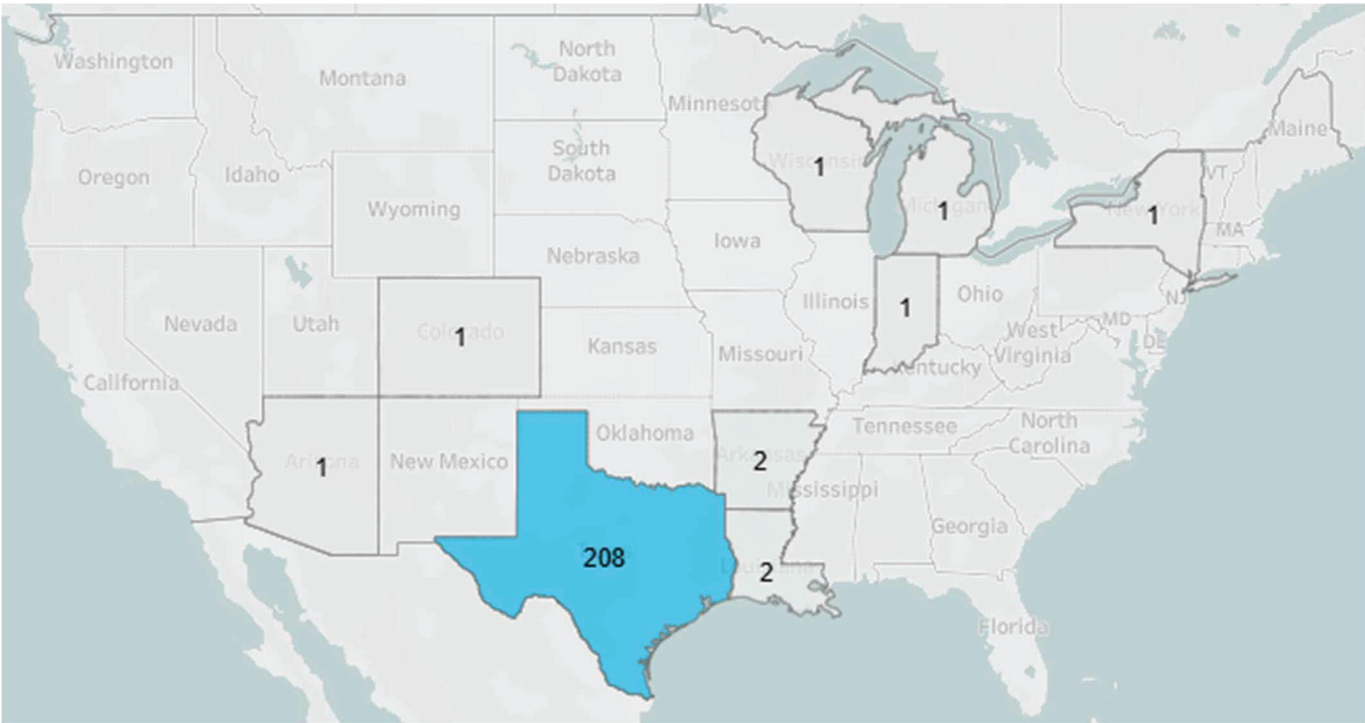 Washington
Montana
North
Dakota
Minnesota
Maine
Oregon
Idaho
South
Dakota
Wisconsin
1
VT
Wyoming
Michigan
1
New York
1
MA
Iowa
Nebraska
Nevada
Utah
Colorado
1
Kansas
Missouri
Illinois
1
Ohio
NJ
MD
DE
West
Virginia
Kentucky
California
Arizona
1
New Mexico
Oklahoma
Arkansas
2
Tennessee
North
Carolina
Mississippi
Georgia
208
Louisiana
2
Florida